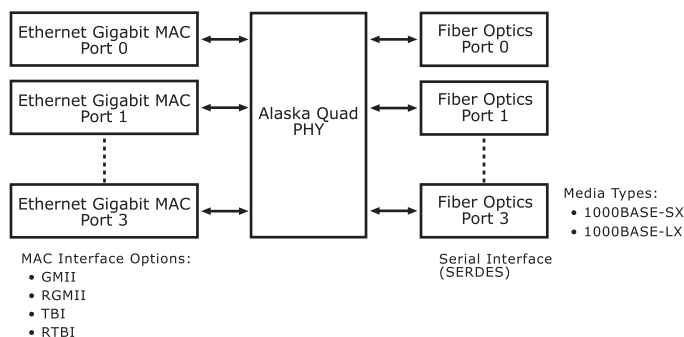 Ethernet Gigabit MAC
Port 0
Fiber Optics
Port 0
Ethernet Gigabit MAC
Port 1
Alaska Quad
PHY
Fiber Optics
Port 1
Ethernet Gigabit MAC
Port 3
Fiber Optics
Port 3
Media Types:
• 1000BASE-SX
• 1000BASE-LX
MAC Interface Options:
• GMII
• RGMII
• TBI
• RTBI
Serial Interface
(SERDES)